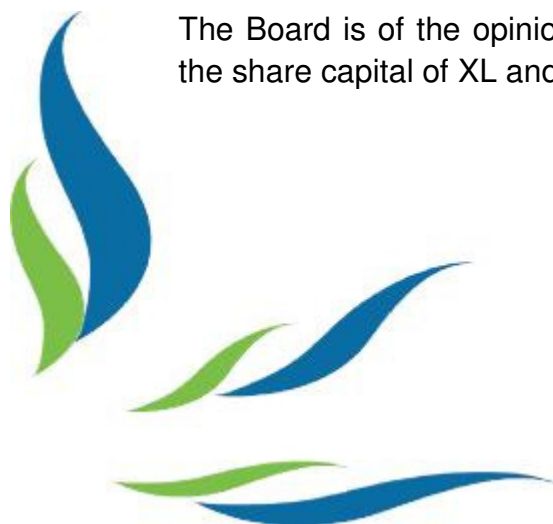 The Board is of the opinio
the share capital of XL and